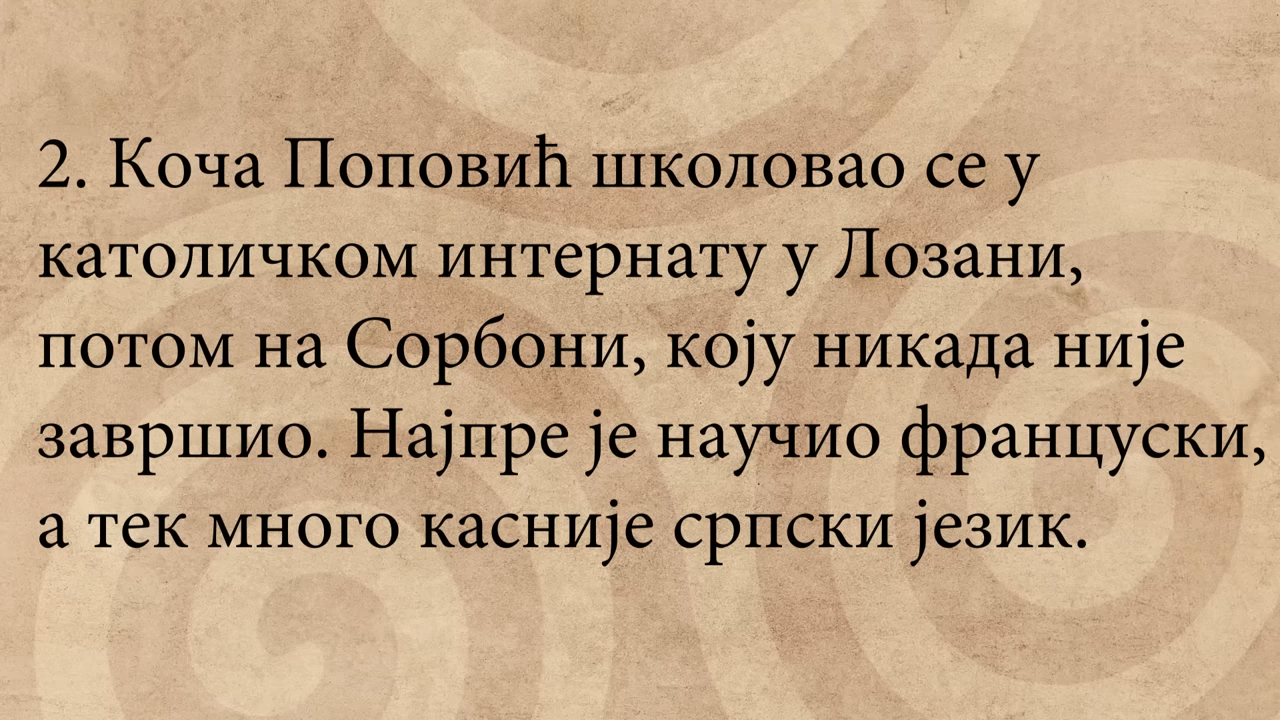 2. Коча Поповић школовао се у
католичком интернату у Лозани,
потом на Сорбони, коју никада није
завршио. Најпре је научио француски,
а тек много касније српски језик.